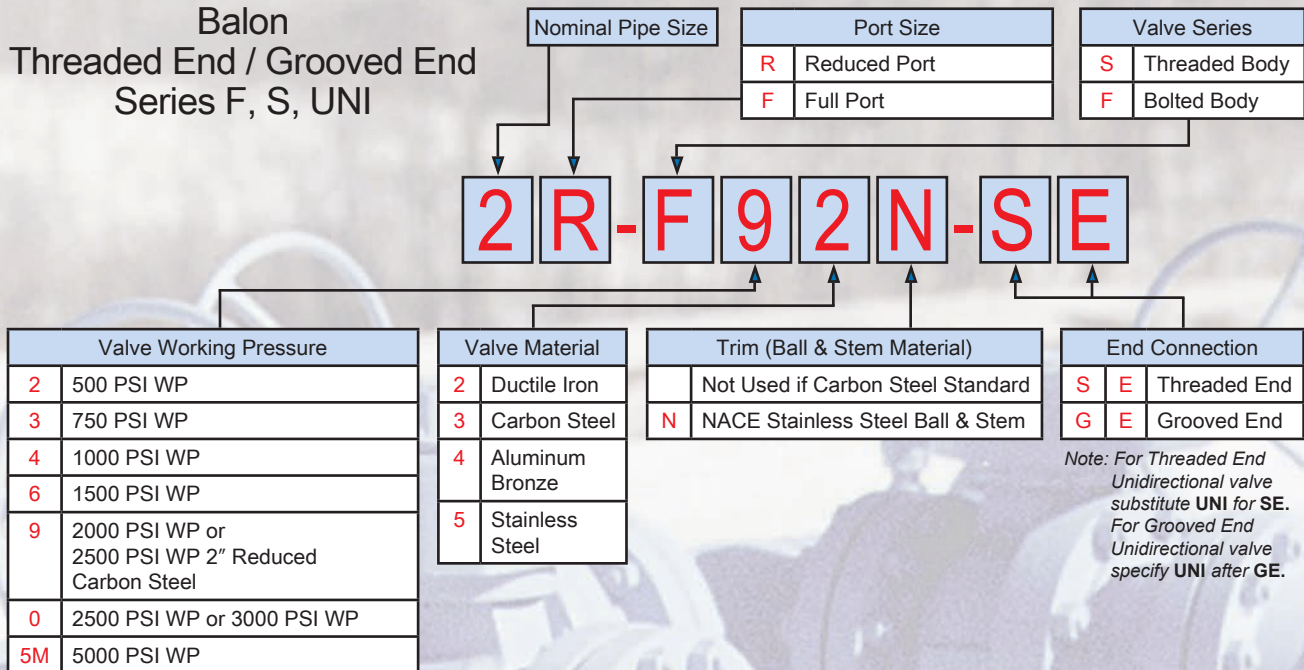 Balon
Threaded End / Grooved End
Series F, S, UNI
Nominal Pipe Size
Port Size
R Reduced Port
F Full Port
Valve Series
S Threaded Body
F Bolted Body
2R-F92N-SE
Valve Working Pressure
2 500 PSI WP
3 750 PSI WP
4 1000 PSI WP
6 1500 PSI WP
9 2000 PSI WP or
2500 PSI WP 2″ Reduced
Carbon Steel
0 2500 PSI WP or 3000 PSI WP
5M 5000 PSI WP
Valve Material
2 Ductile Iron
3 Carbon Steel
4 Aluminum
Bronze
5 Stainless
Steel
Trim (Ball & Stem Material)
Not Used if Carbon Steel Standard
N NACE Stainless Steel Ball & Stem
End Connection
S E Threaded End
G E Grooved End
Note: For Threaded End
Unidirectional valve
substitute UNI for SE.
For Grooved End
Unidirectional valve
specify UNI after GE.